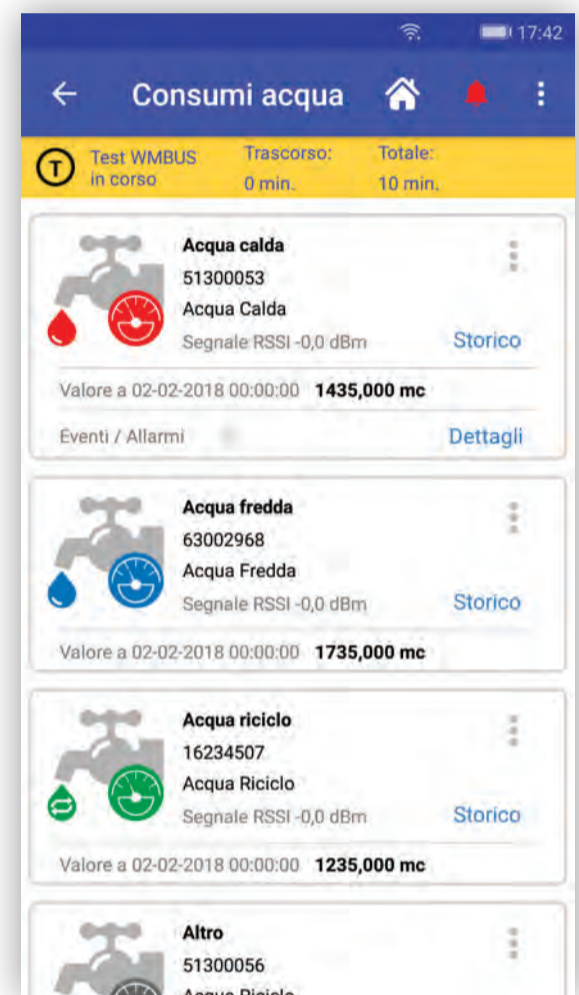 17:42
Consumi acqua
T Test WMBUS in corso Trascorso: 0 min. Totale: 10 min.
Acqua calda
51300053
Acqua Calda
Segnale RSSI -0,0 dBm Storico
Valore a 02-02-2018 00:00:00 1435,000 mc
Eventi / Allarmi Dettagli
Acqua fredda
63002968
Acqua Fredda
Segnale RSSI -0,0 dBm Storico
Valore a 02-02-2018 00:00:00 1735,000 mc
Acqua riciclo
16234507
Acqua Riciclo
Segnale RSSI -0,0 dBm Storico
Valore a 02-02-2018 00:00:00 1235,000 mc
Altro
51300056
Acqua Riciclo